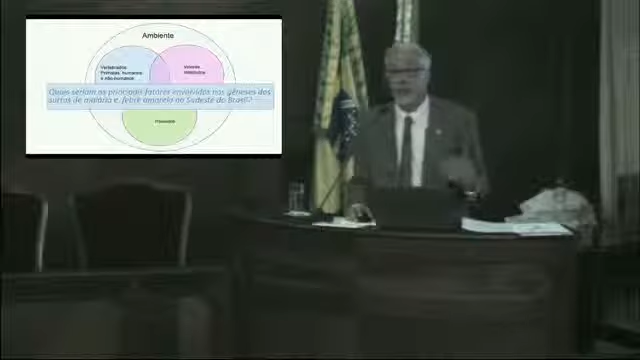 Ambiente
Vertebrados
Primatas, humanos
e não-humanos
Vetores
Quais seriam os principais fatores envolvidos nas gêneses dos
surtos de malária e febre amarela no Sudeste do Brasil?